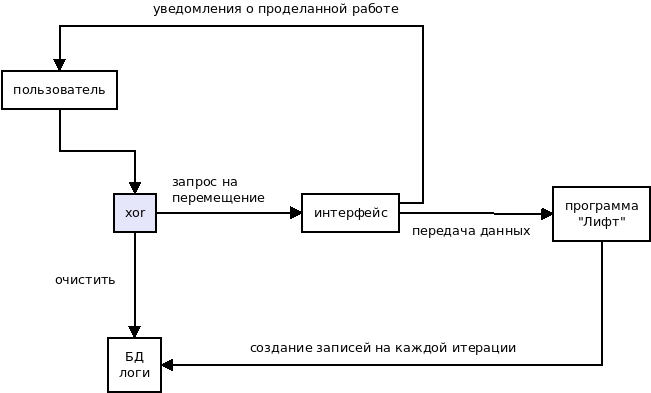 уведомления о проделанной работе
пользователь
запрос на
перемещение
xor
интерфейс
программа
"Лифт"
передача данных
очистить
создание записей на каждой итерации
БД
логи